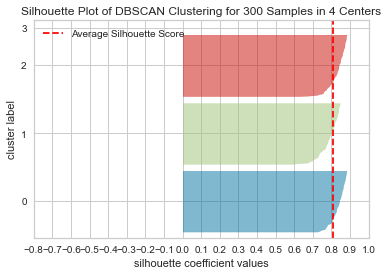 Silhouette Plot of DBSCAN Clustering for 300 Samples in 4 Centers
Average Silhouette Score
3
2
1
0
cluster label
−0.8−0.7−0.6−0.5−0.4−0.3−0.2−0.1 0.0 0.1 0.2 0.3 0.4 0.5 0.6 0.7 0.8 0.9 1.0
silhouette coefficient values